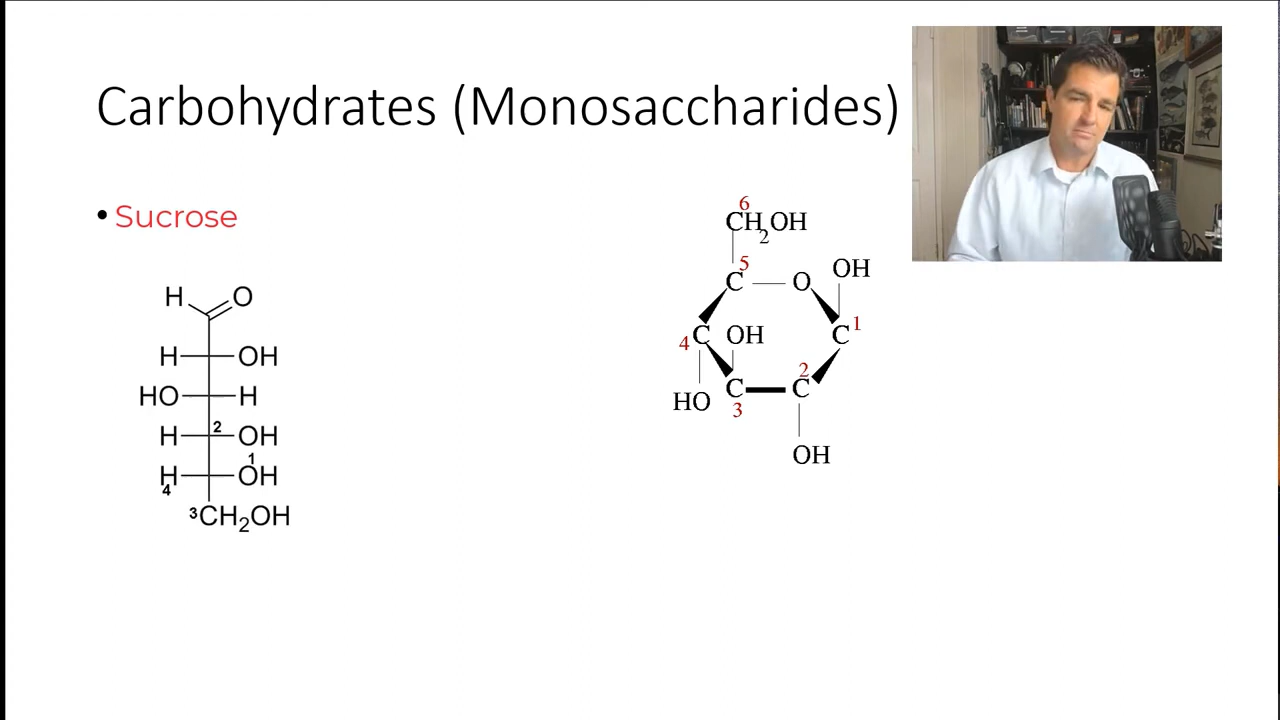 Carbohydrates (Monosaccharides)
• Sucrose
H O
H OH
HO H
H 2 OH
1
H OH
4
3CH2OH
6
CH2OH
5
C O OH
4 C OH C 1
HO C 3 C 2
OH